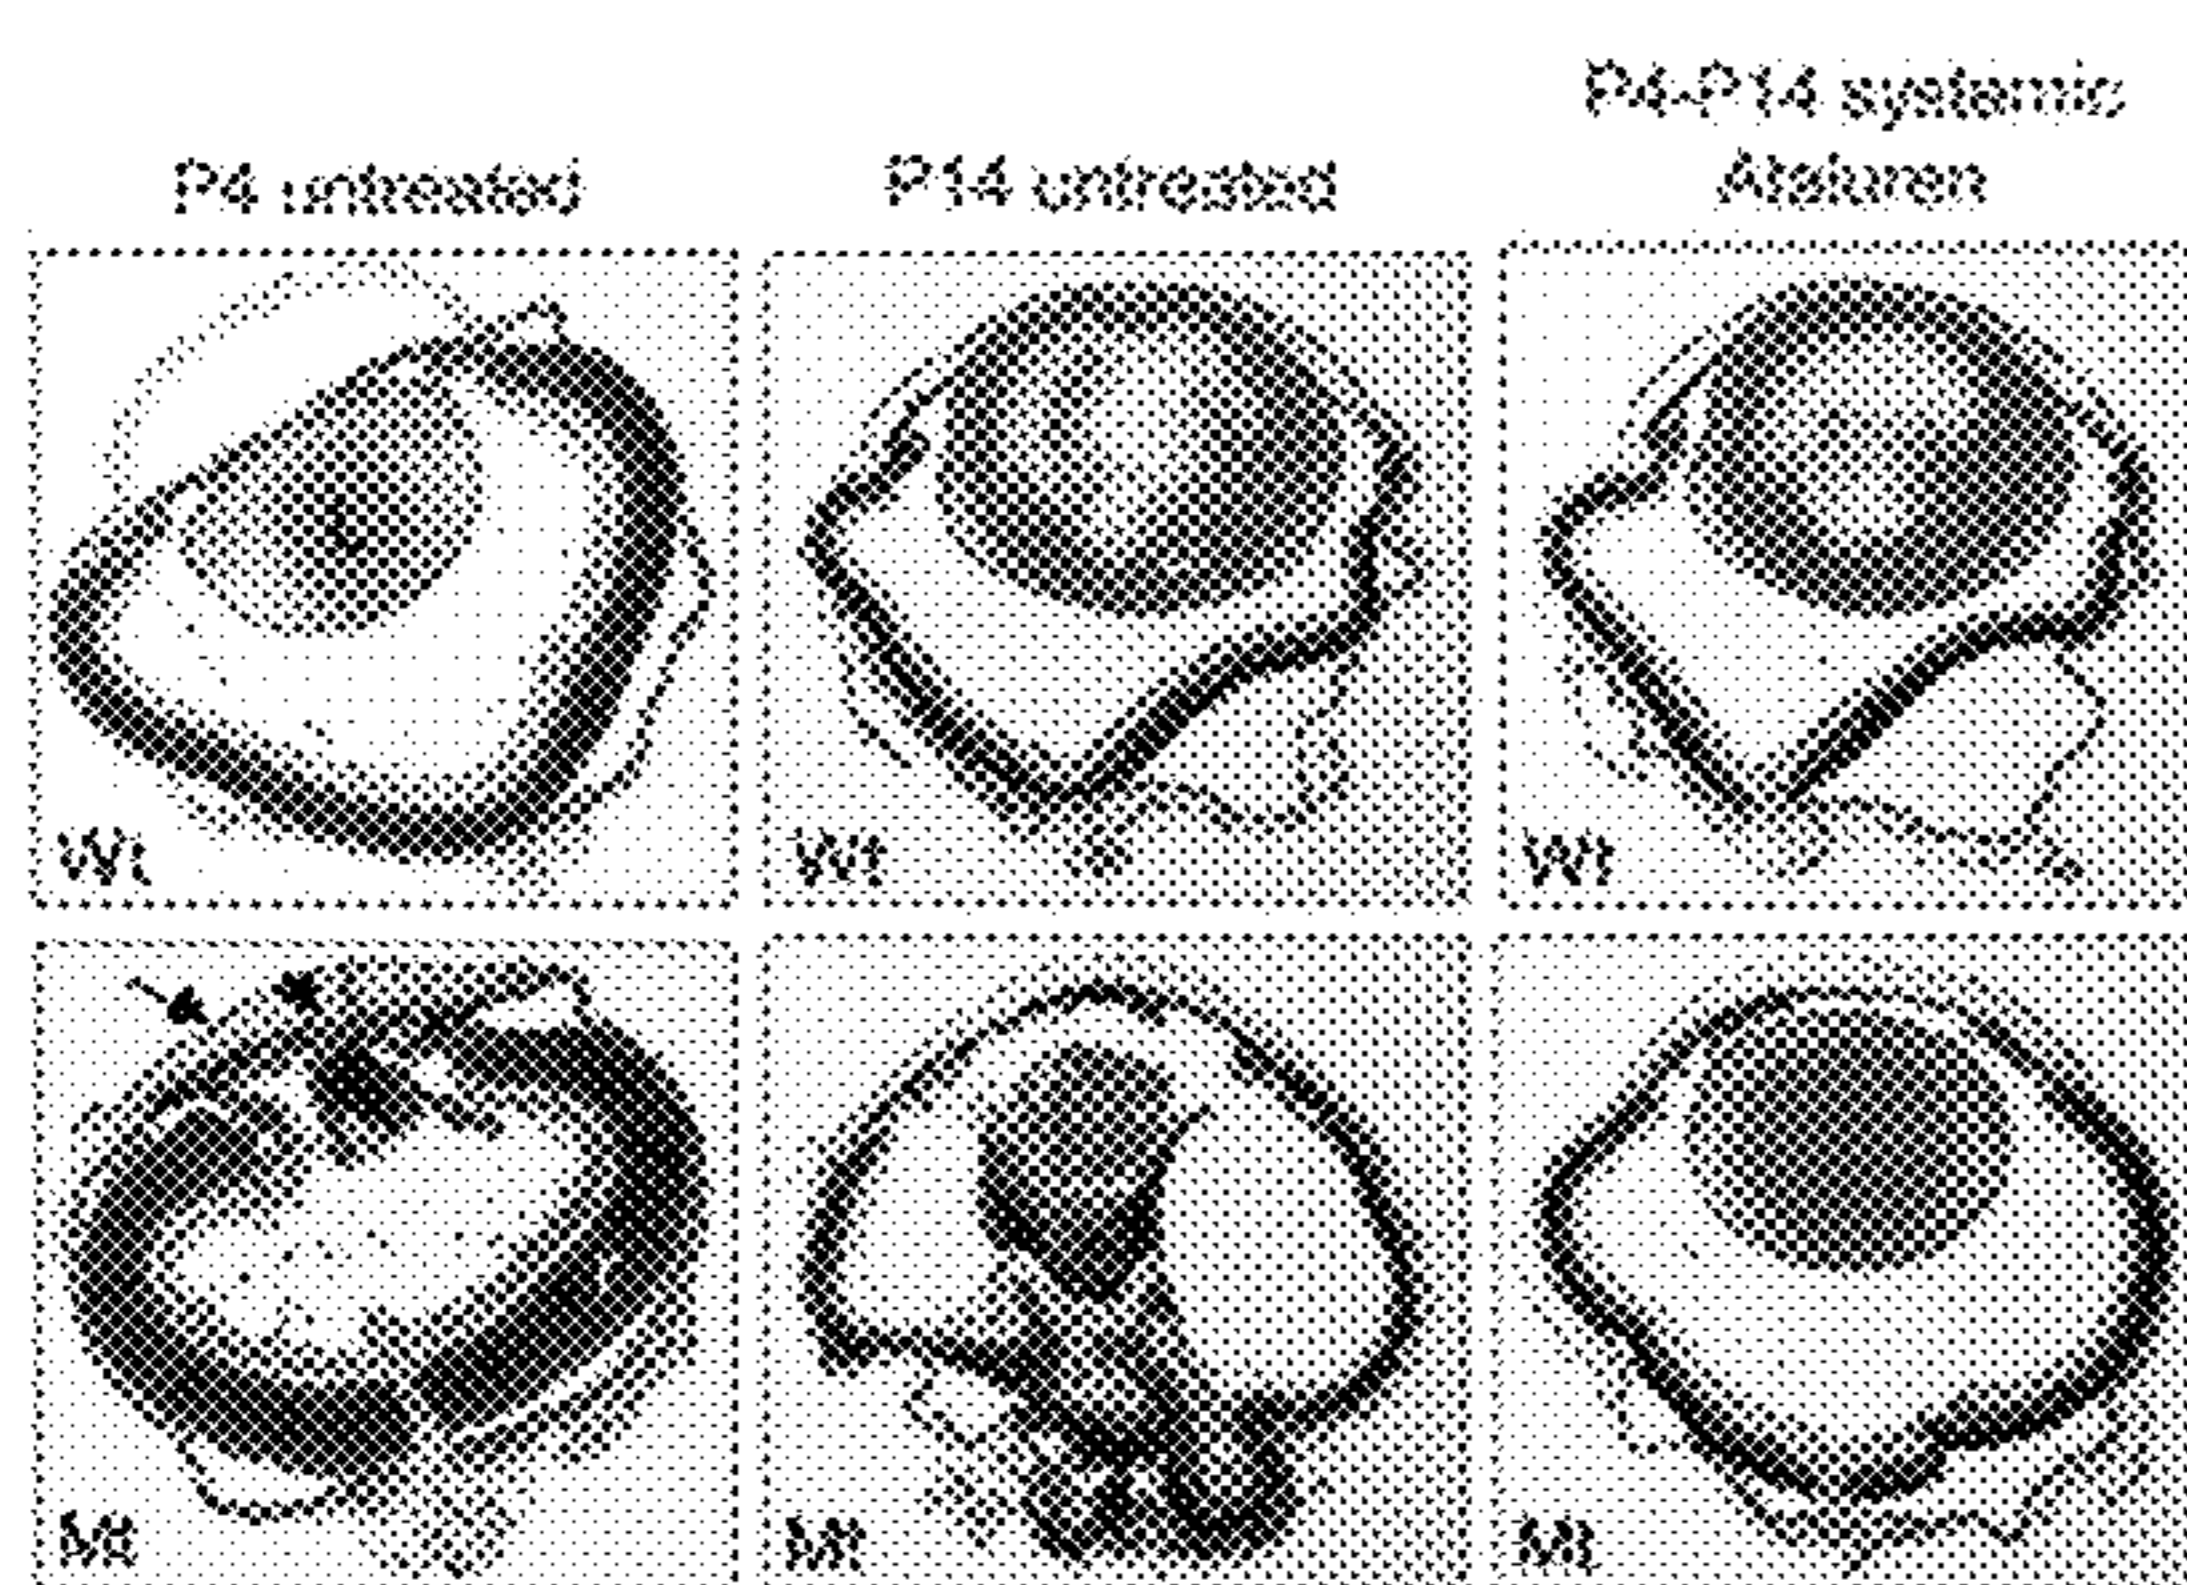 P4 untreated
P14 untreated
P4-P14 systemic
Ataluren
Wt
Wt
Wt
Mt
Mt
Mt